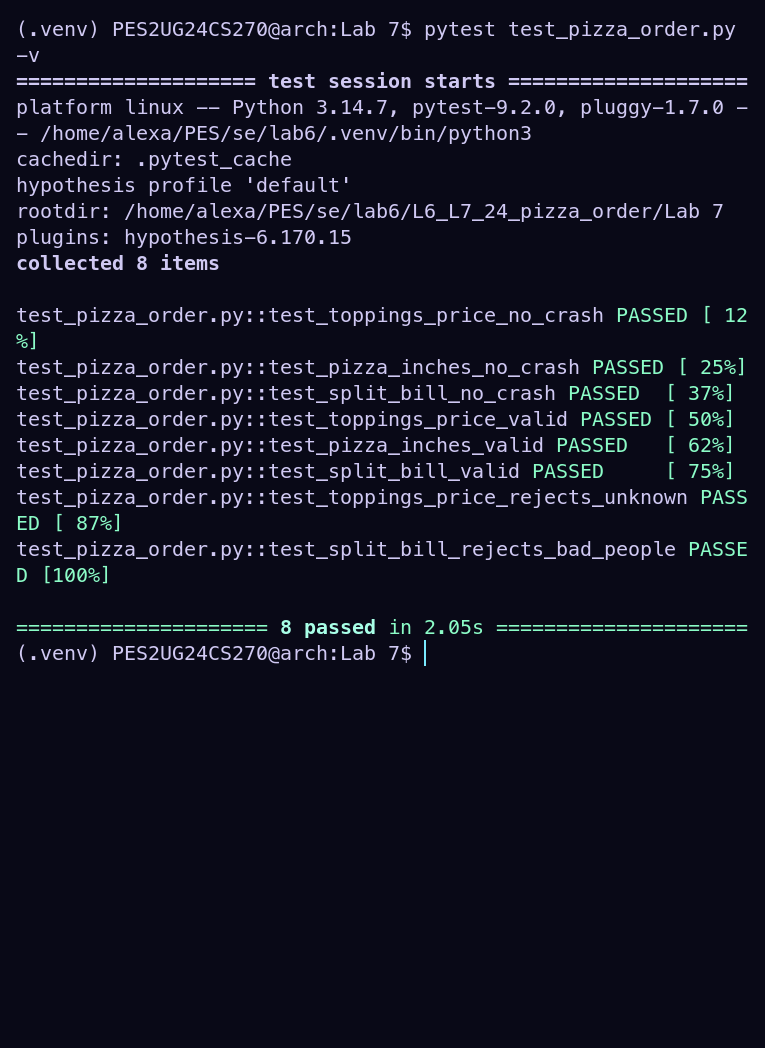 (.venv) PES2UG24CS270@arch:Lab 7$ pytest test_pizza_order.py
-v
==================== test session starts ====================
platform linux -- Python 3.14.7, pytest-9.2.0, pluggy-1.7.0 -
- /home/alexa/PES/se/lab6/.venv/bin/python3
cachedir: .pytest_cache
hypothesis profile 'default'
rootdir: /home/alexa/PES/se/lab6/L6_L7_24_pizza_order/Lab 7
plugins: hypothesis-6.170.15
collected 8 items

test_pizza_order.py::test_toppings_price_no_crash PASSED [ 12
%]
test_pizza_order.py::test_pizza_inches_no_crash PASSED [ 25%]
test_pizza_order.py::test_split_bill_no_crash PASSED  [ 37%]
test_pizza_order.py::test_toppings_price_valid PASSED [ 50%]
test_pizza_order.py::test_pizza_inches_valid PASSED   [ 62%]
test_pizza_order.py::test_split_bill_valid PASSED     [ 75%]
test_pizza_order.py::test_toppings_price_rejects_unknown PASS
ED [ 87%]
test_pizza_order.py::test_split_bill_rejects_bad_people PASSE
D [100%]

===================== 8 passed in 2.05s =====================
(.venv) PES2UG24CS270@arch:Lab 7$